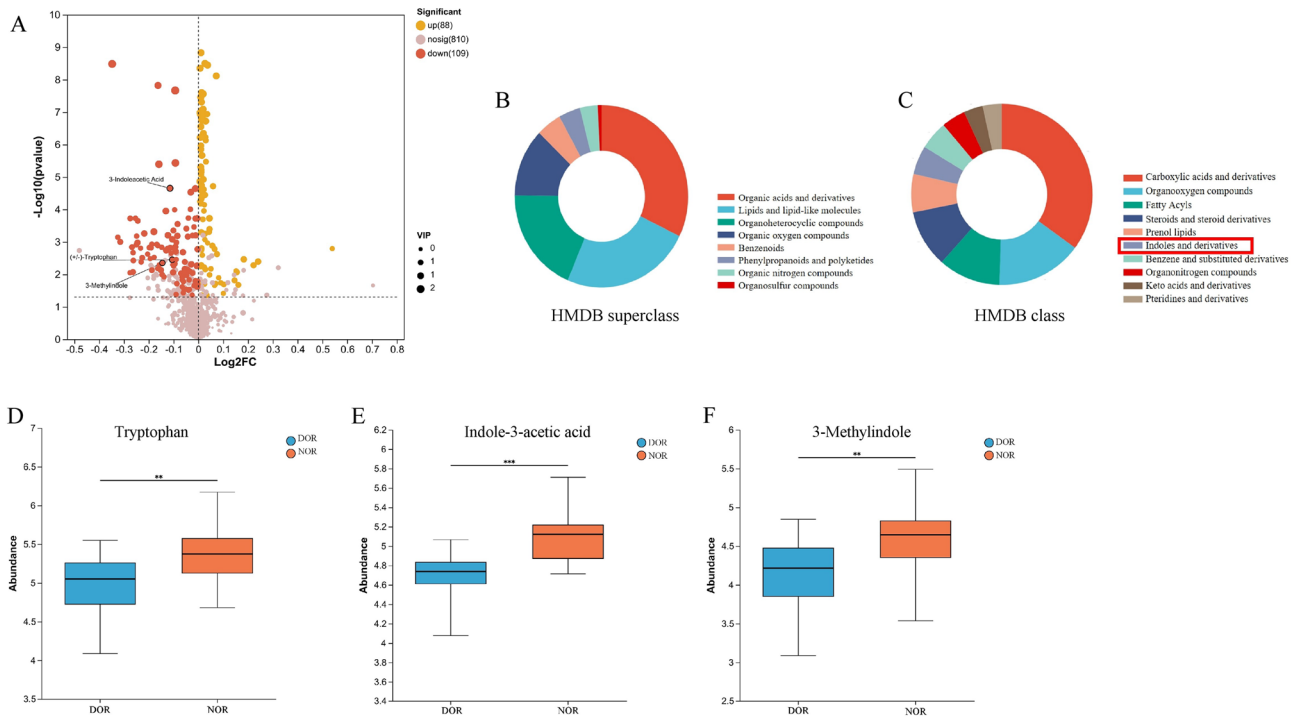 A
Significant
up(88)
nosig(810)
down(109)
10
9
8
7
6
5
4
3
2
1
0
-Log10(pvalue)
3-Indoleacetic Acid
(+/-)-Tryptophan
3-Methylindole
-0.5 -0.4 -0.3 -0.2 -0.1 0 0.1 0.2 0.3 0.4 0.5 0.6 0.7 0.8
Log2FC
VIP
0
1
1
2
B
Organic acids and derivatives
Lipids and lipid-like molecules
Organoheterocyclic compounds
Organic oxygen compounds
Benzenoids
Phenylpropanoids and polyketides
Organic nitrogen compounds
Organosulfur compounds
HMDB superclass
C
Carboxylic acids and derivatives
Organooxygen compounds
Fatty Acyls
Steroids and steroid derivatives
Prenol lipids
Indoles and derivatives
Benzene and substituted derivatives
Organonitrogen compounds
Keto acids and derivatives
Pteridines and derivatives
HMDB class
D
Tryptophan
DOR
NOR
**
7
6.5
6
5.5
5
4.5
4
3.5
Abundance
DOR NOR
E
Indole-3-acetic acid
DOR
NOR
***
6.2
6
5.8
5.6
5.4
5.2
5
4.8
4.6
4.4
4.2
4
3.8
3.6
3.4
Abundance
DOR NOR
F
3-Methylindole
DOR
NOR
**
6
5.5
5
4.5
4
3.5
3
2.5
Abundance
DOR NOR